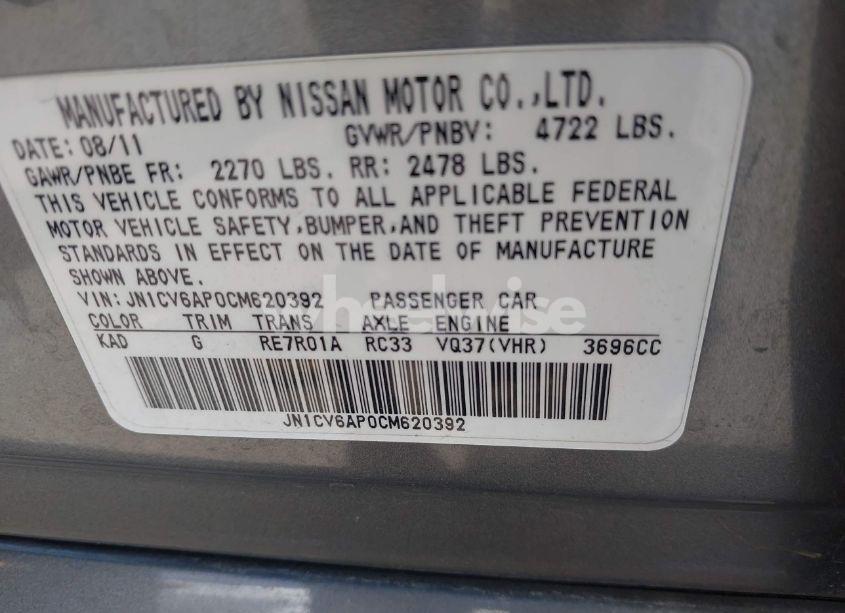 MANUFACTURED BY NISSAN MOTOR CO.,LTD.
DATE: 08/11 GVWR/PNBV: 4722 LBS.
GAWR/PNBE FR: 2270 LBS. RR: 2478 LBS.
THIS VEHICLE CONFORMS TO ALL APPLICABLE FEDERAL
MOTOR VEHICLE SAFETY,BUMPER,AND THEFT PREVENTION
STANDARDS IN EFFECT ON THE DATE OF MANUFACTURE
SHOWN ABOVE.
VIN: JN1CV6AP0CM620392 PASSENGER CAR
COLOR TRIM TRANS AXLE ENGINE
KAD G RE7R01A RC33 VQ37(VHR) 3696CC
JN1CV6AP0CM620392